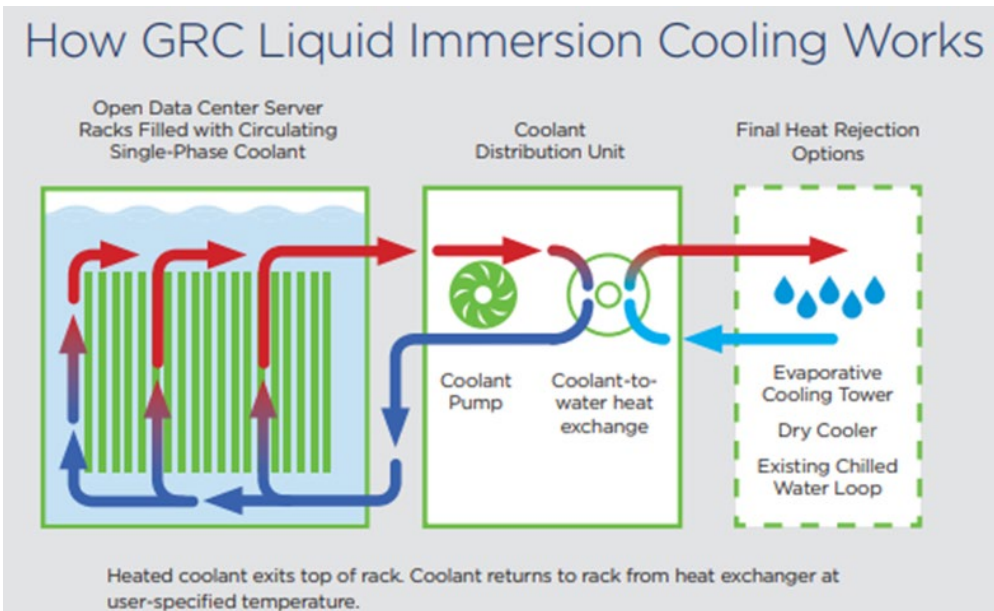 How GRC Liquid Immersion Cooling Works
Open Data Center Server
Racks Filled with Circulating
Single-Phase Coolant
Coolant
Distribution Unit
Final Heat Rejection
Options
Coolant
Pump
Coolant-to-
water heat
exchange
Evaporative
Cooling Tower
Dry Cooler
Existing Chilled
Water Loop
Heated coolant exits top of rack. Coolant returns to rack from heat exchanger at
user-specified temperature.